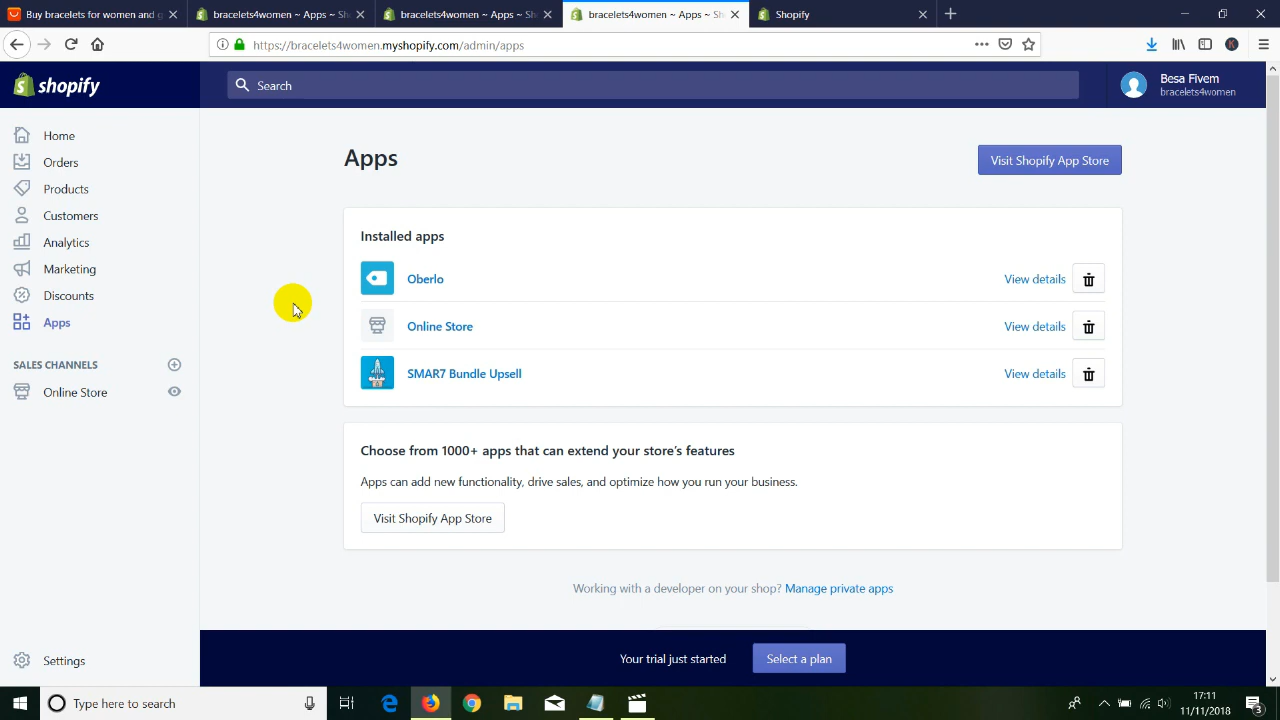 Buy bracelets for women and g
bracelets4women ~ Apps ~ Sh
bracelets4women ~ Apps ~ Sh
bracelets4women ~ Apps ~ Sh
Shopify
https://bracelets4women.myshopify.com/admin/apps
K
shopify
Search
Besa Fivem
bracelets4women
Home
Orders
Products
Customers
Analytics
Marketing
Discounts
Apps
SALES CHANNELS
Online Store
Settings
Apps
Visit Shopify App Store
Installed apps
Oberlo View details
Online Store View details
SMAR7 Bundle Upsell View details
Choose from 1000+ apps that can extend your store's features
Apps can add new functionality, drive sales, and optimize how you run your business.
Visit Shopify App Store
Working with a developer on your shop? Manage private apps
Your trial just started Select a plan
Type here to search
17:11
11/11/2018
3